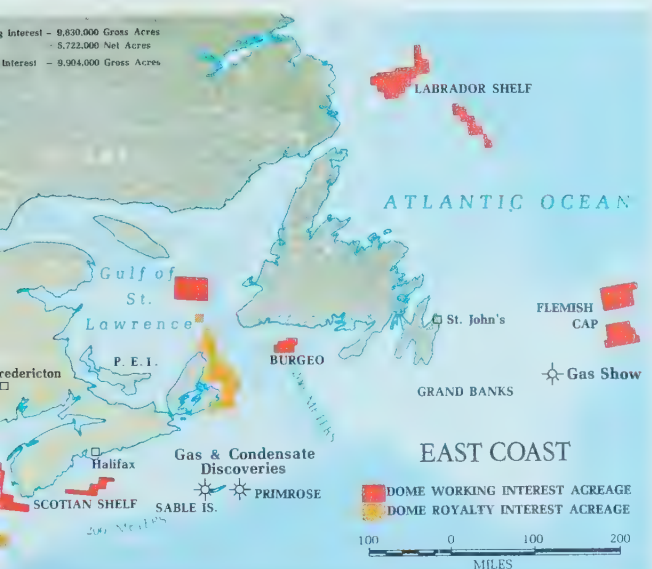 g Interest – 9,830,000 Gross Acres
- 5,722,000 Net Acres
Interest – 9,904,000 Gross Acres
LABRADOR SHELF
ATLANTIC OCEAN
Gulf of
St.
Lawrence
P. E. I.
redericton
BURGEO
St. John's
FLEMISH
CAP
Gas Show
GRAND BANKS
Halifax
Gas & Condensate
Discoveries
SCOTIAN SHELF
SABLE IS.
PRIMROSE
EAST COAST
DOME WORKING INTEREST ACREAGE
DOME ROYALTY INTEREST ACREAGE
100 0 100 200
MILES